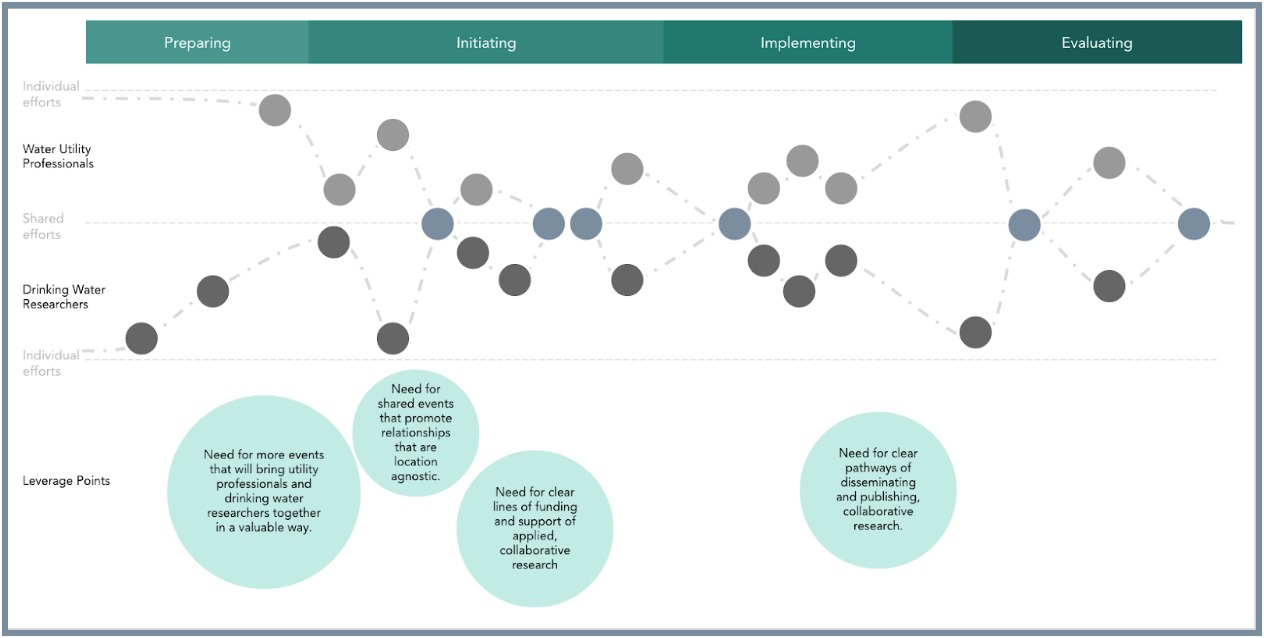 Preparing
Initiating
Implementing
Evaluating
Individual
efforts
Water Utility
Professionals
Shared
efforts
Drinking Water
Researchers
Individual
efforts
Leverage Points
Need for more events
that will bring utility
professionals and
drinking water
researchers together
in a valuable way.
Need for
shared events
that promote
relationships
that are
location
agnostic.
Need for clear
lines of funding
and support of
applied,
collaborative
research
Need for clear
pathways of
disseminating
and publishing,
collaborative
research.